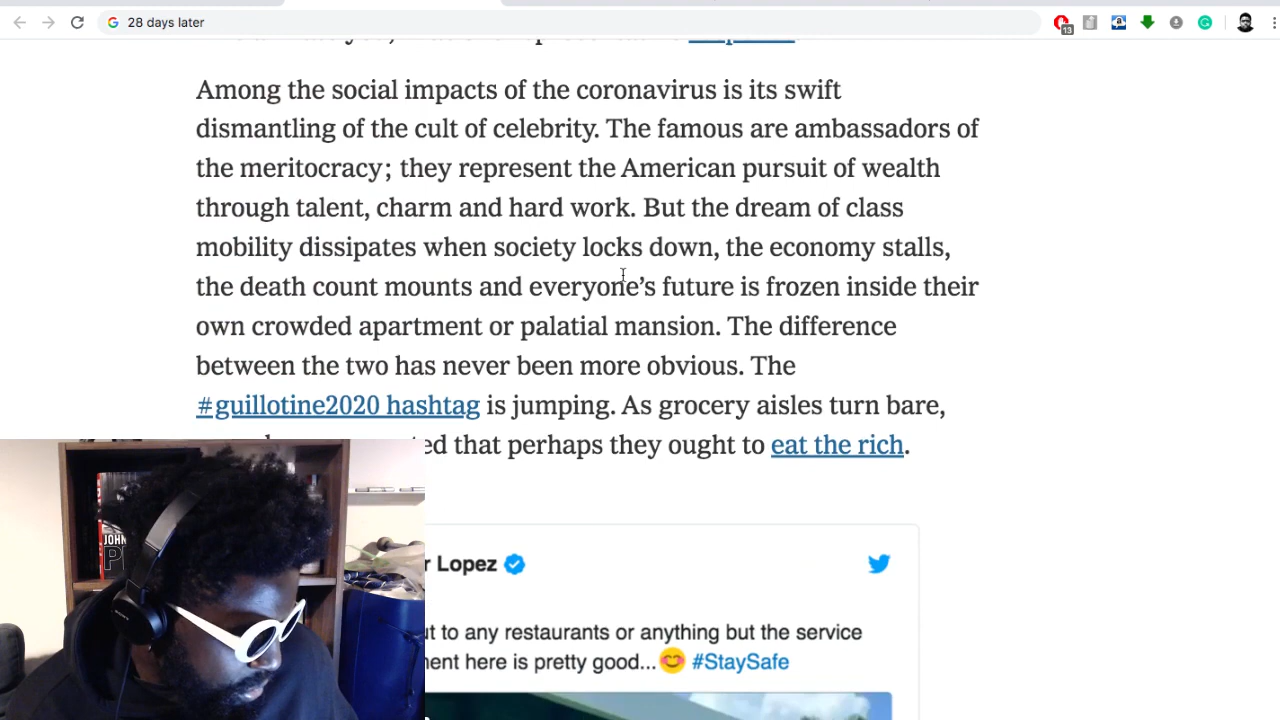 28 days later
13
Among the social impacts of the coronavirus is its swift
dismantling of the cult of celebrity. The famous are ambassadors of
the meritocracy; they represent the American pursuit of wealth
through talent, charm and hard work. But the dream of class
mobility dissipates when society locks down, the economy stalls,
the death count mounts and everyone’s future is frozen inside their
own crowded apartment or palatial mansion. The difference
between the two has never been more obvious. The
#guillotine2020 hashtag is jumping. As grocery aisles turn bare,
that perhaps they ought to eat the rich.
JOHN
Lopez
to any restaurants or anything but the service
here is pretty good...😊 #StaySafe